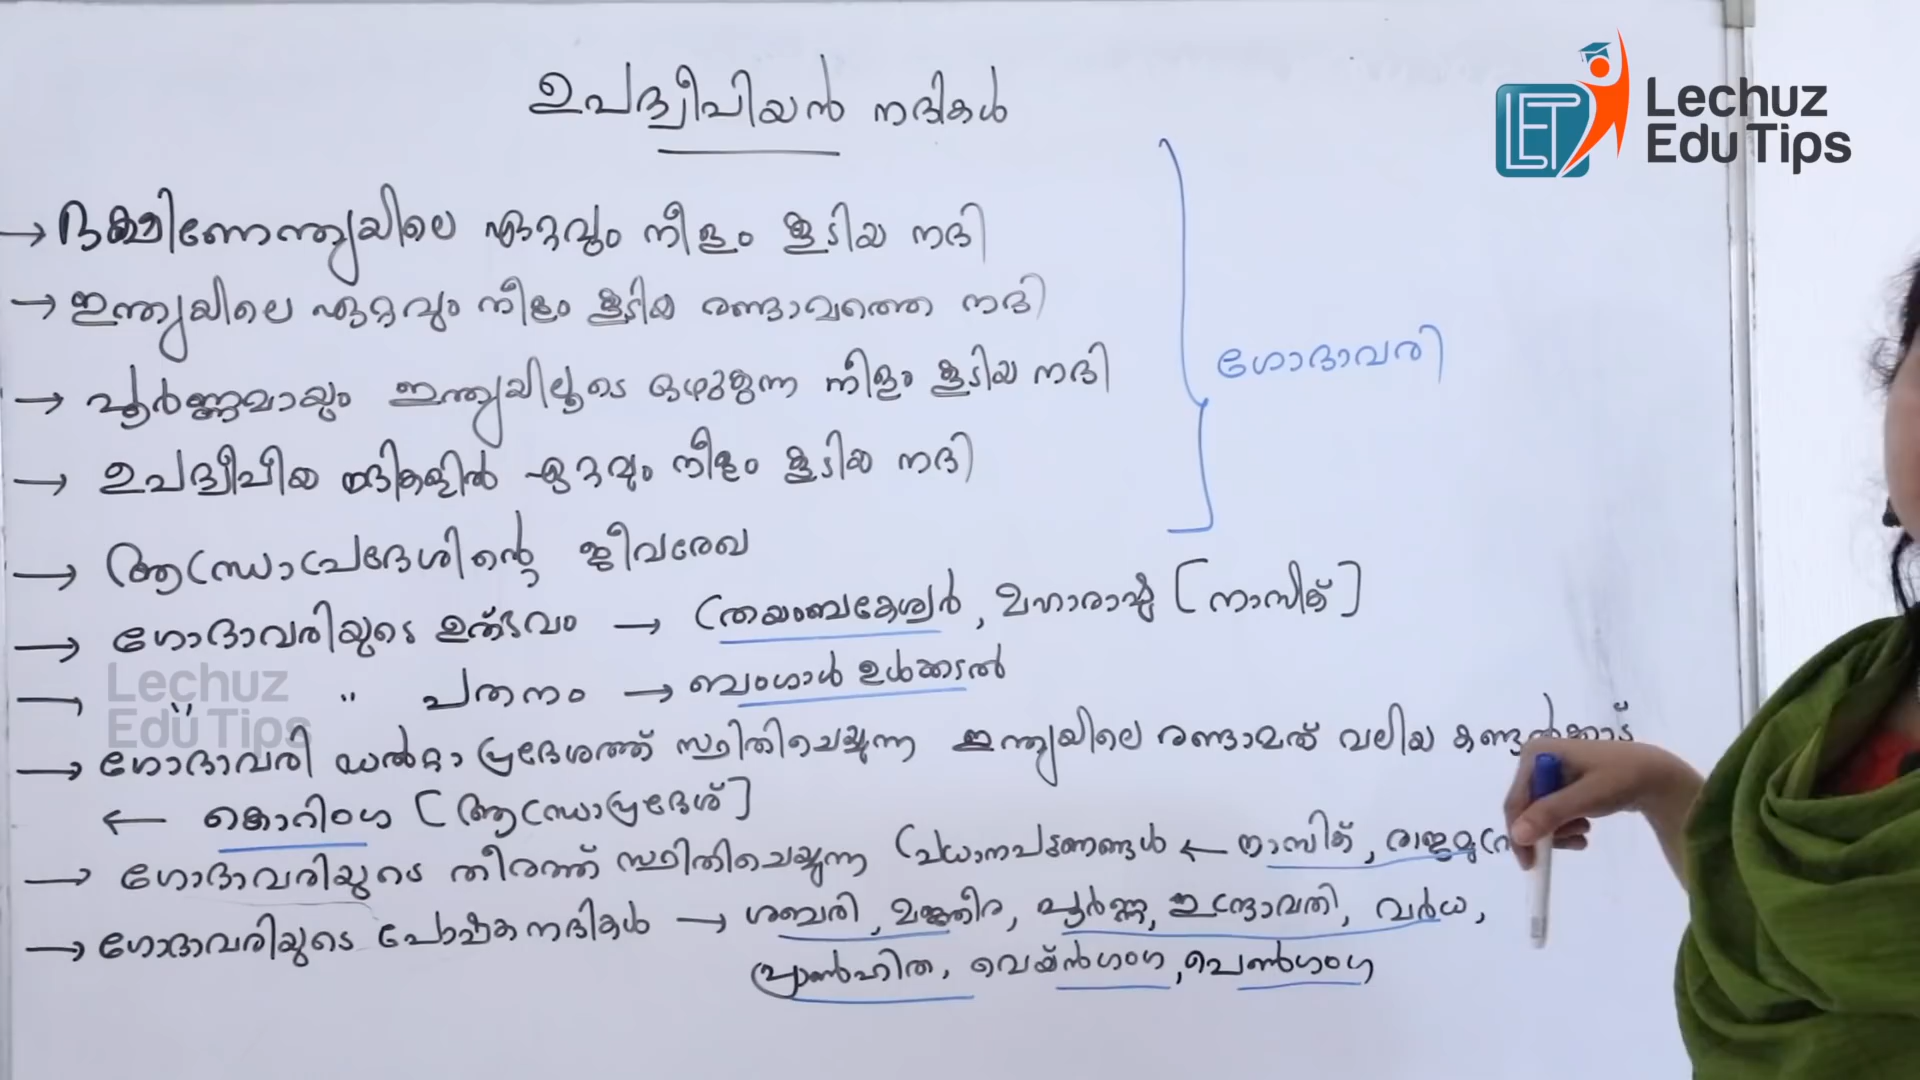 Lechuz
Edu Tips
ഉപദ്വീപിയൻ നദികൾ
→ ദക്ഷിണേന്ത്യയിലെ ഏറ്റവും നീളം കൂടിയ നദി
→ ഇന്ത്യയിലെ ഏറ്റവും നീളം കൂടിയ രണ്ടാമത്തെ നദി
→ പൂർണ്ണമായും ഇന്ത്യയിലൂടെ ഒഴുകുന്ന നീളം കൂടിയ നദി
ഗോദാവരി
→ ഉപദ്വീപീയ നദികളിൽ ഏറ്റവും നീളം കൂടിയ നദി
→ ആന്ധ്രാപ്രദേശിന്റെ ജീവരേഖ
→ ഗോദാവരിയുടെ ഉത്ഭവം → ത്രയംബകേശ്വർ, മഹാരാഷ്ട്ര [നാസിക്]
→ " " പതനം → ബംഗാൾ ഉൾക്കടൽ
Lechuz
Edu Tips
→ ഗോദാവരി ഡൽറ്റാ പ്രദേശത്ത് സ്ഥിതിചെയ്യുന്ന ഇന്ത്യയിലെ രണ്ടാമത് വലിയ കണ്ടൽക്കാട്
← കൊറിംഗ [ആന്ധ്രാപ്രദേശ്]
→ ഗോദാവരിയുടെ തീരത്ത് സ്ഥിതിചെയ്യുന്ന പ്രധാനപട്ടണങ്ങൾ ← നാസിക്,
→ ഗോദാവരിയുടെ പോഷകനദികൾ → ശബരി, മഞ്ജീര, പൂർണ്ണ, ഇന്ദ്രാവതി, വർധ,
പ്രാൺഹിത, വെയ്ൻഗംഗ, പെൺഗംഗ